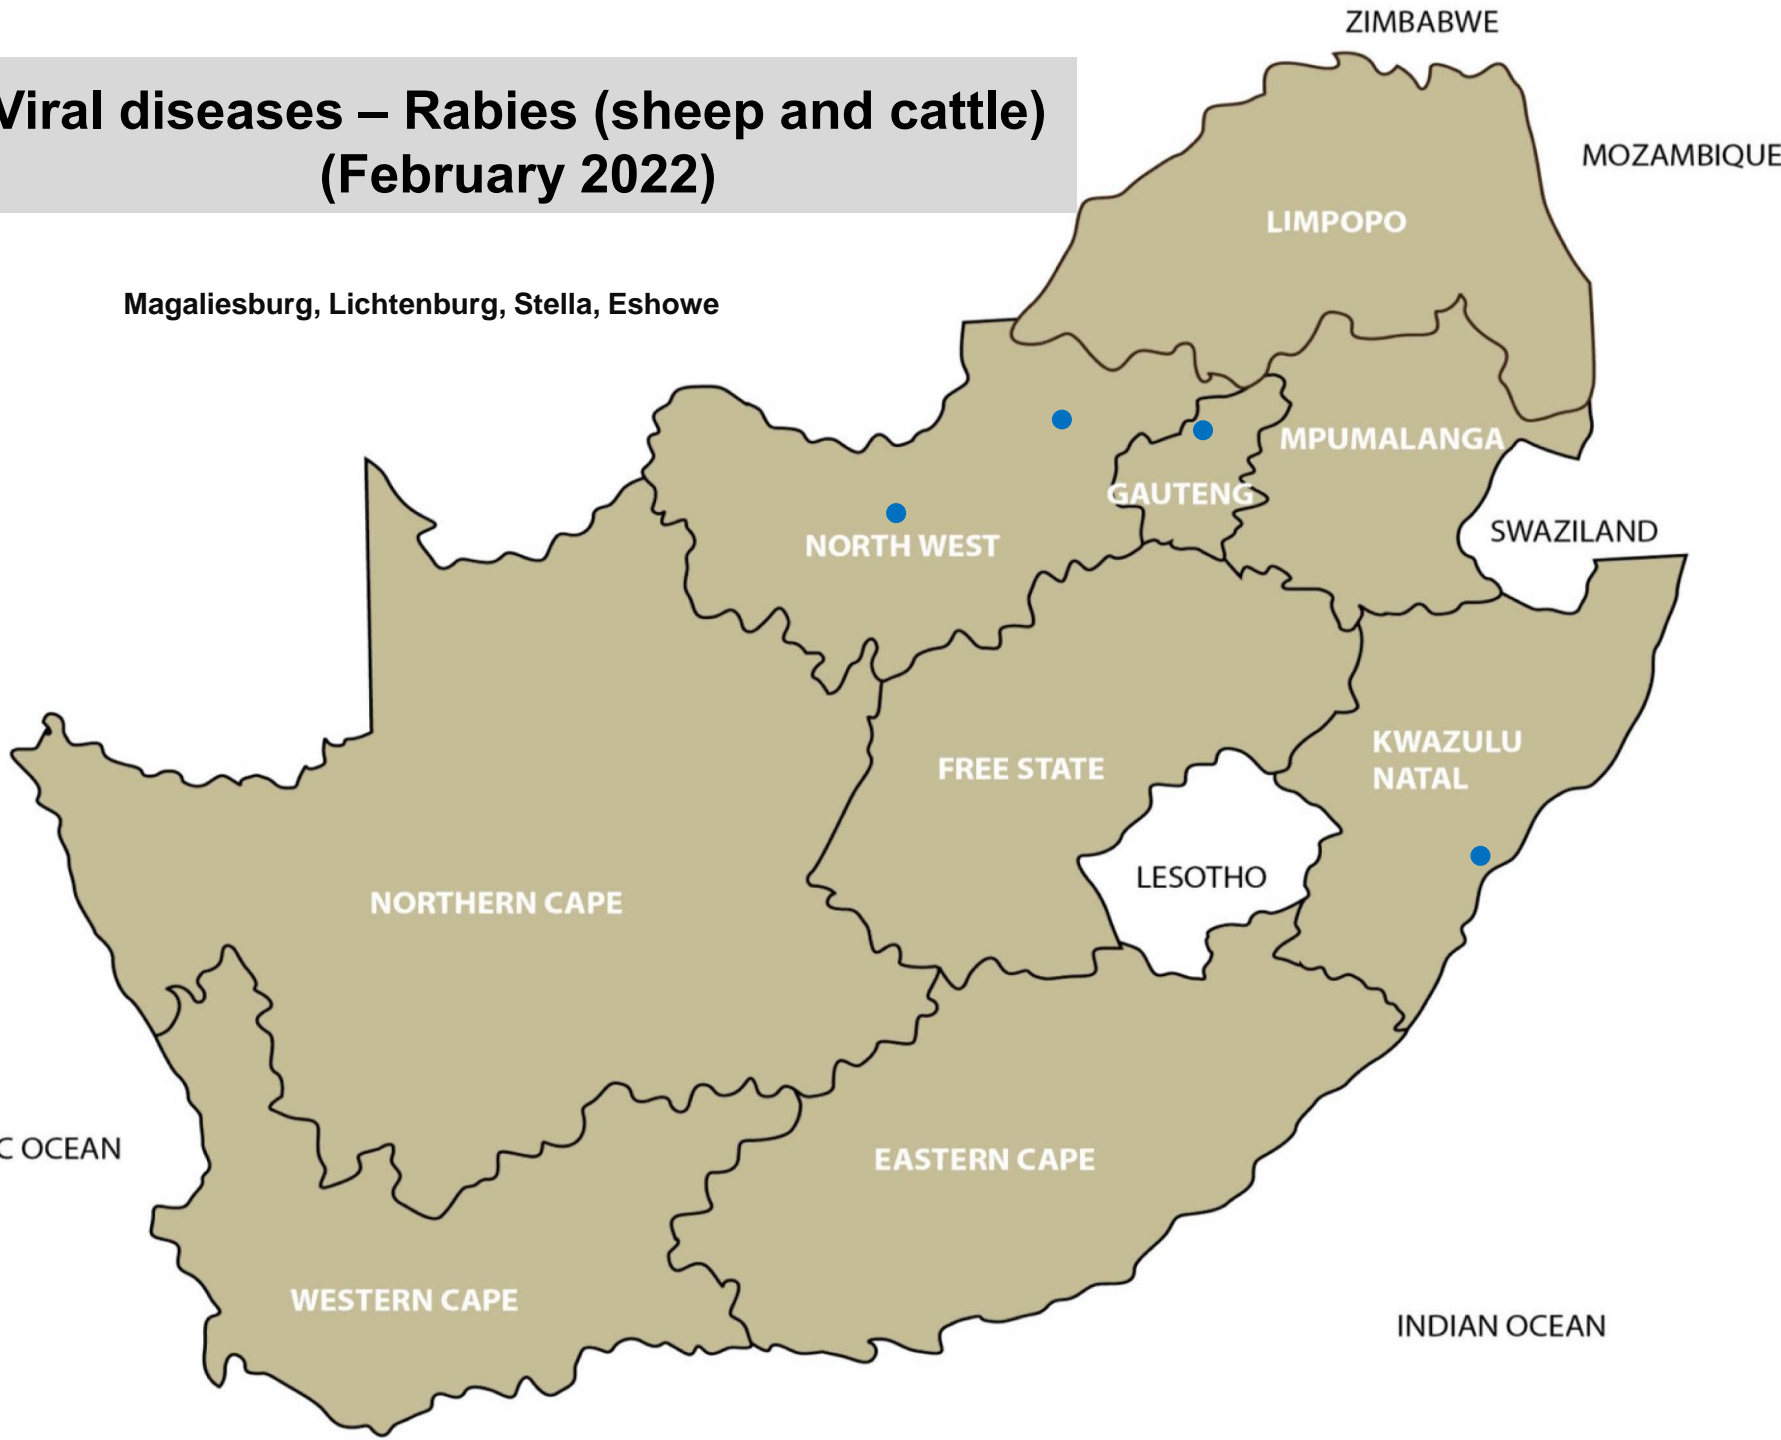 Viral diseases – Rabies (sheep and cattle)
(February 2022)
Magaliesburg, Lichtenburg, Stella, Eshowe
ZIMBABWE
MOZAMBIQUE
LIMPOPO
MPUMALANGA
GAUTENG
SWAZILAND
NORTH WEST
KWAZULU
NATAL
FREE STATE
LESOTHO
NORTHERN CAPE
C OCEAN
EASTERN CAPE
WESTERN CAPE
INDIAN OCEAN